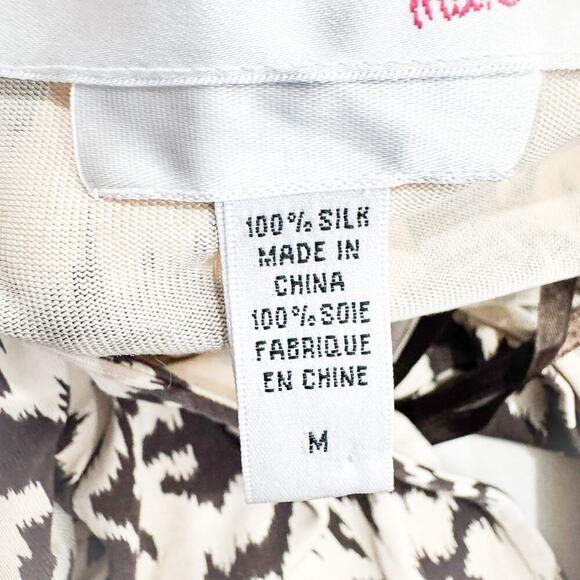 100% SILK
MADE IN
CHINA
100% SOIE
FABRIQUE
EN CHINE
M